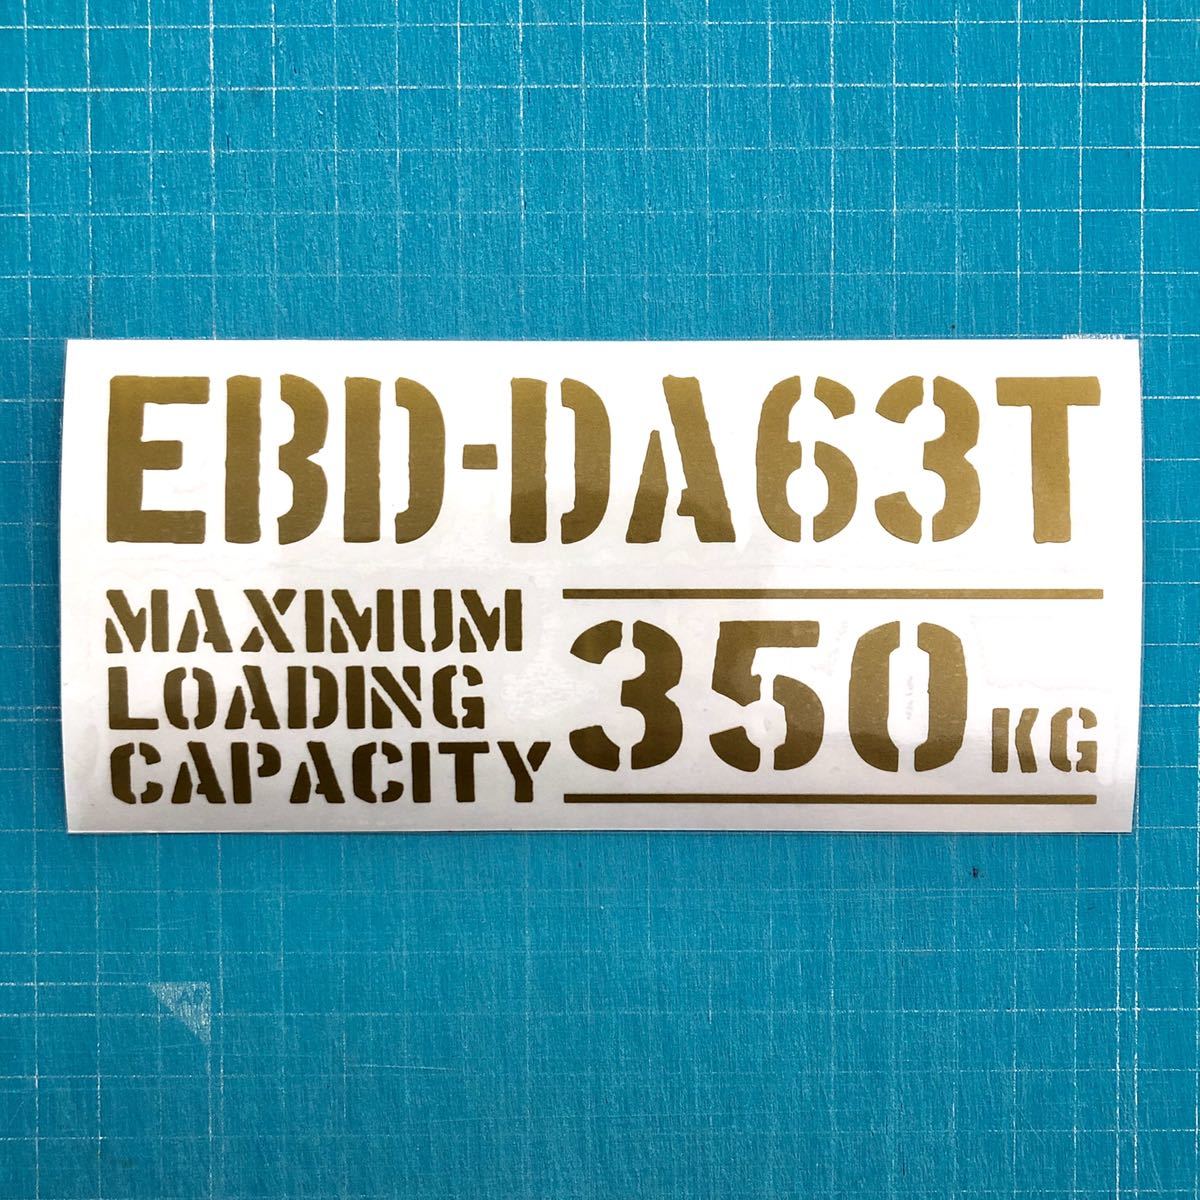 EBD-DA63T
MAXIMUM
LOADING
CAPACITY
350 KG